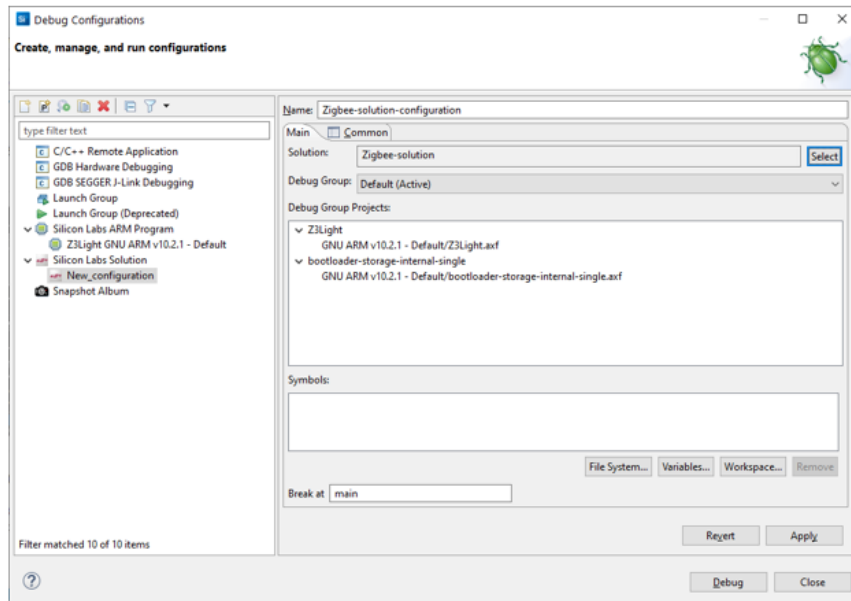 Debug Configurations
Create, manage, and run configurations
type filter text
C/C++ Remote Application
GDB Hardware Debugging
GDB SEGGER J-Link Debugging
Launch Group
Launch Group (Deprecated)
Silicon Labs ARM Program
Z3Light GNU ARM v10.2.1 - Default
Silicon Labs Solution
New_configuration
Snapshot Album
Filter matched 10 of 10 items
Name: Zigbee-solution-configuration
Main Common
Solution: Zigbee-solution Select
Debug Group: Default (Active)
Debug Group Projects:
Z3Light
GNU ARM v10.2.1 - Default/Z3Light.axf
bootloader-storage-internal-single
GNU ARM v10.2.1 - Default/bootloader-storage-internal-single.axf
Symbols:
File System... Variables... Workspace... Remove
Break at main
Revert Apply
Debug Close